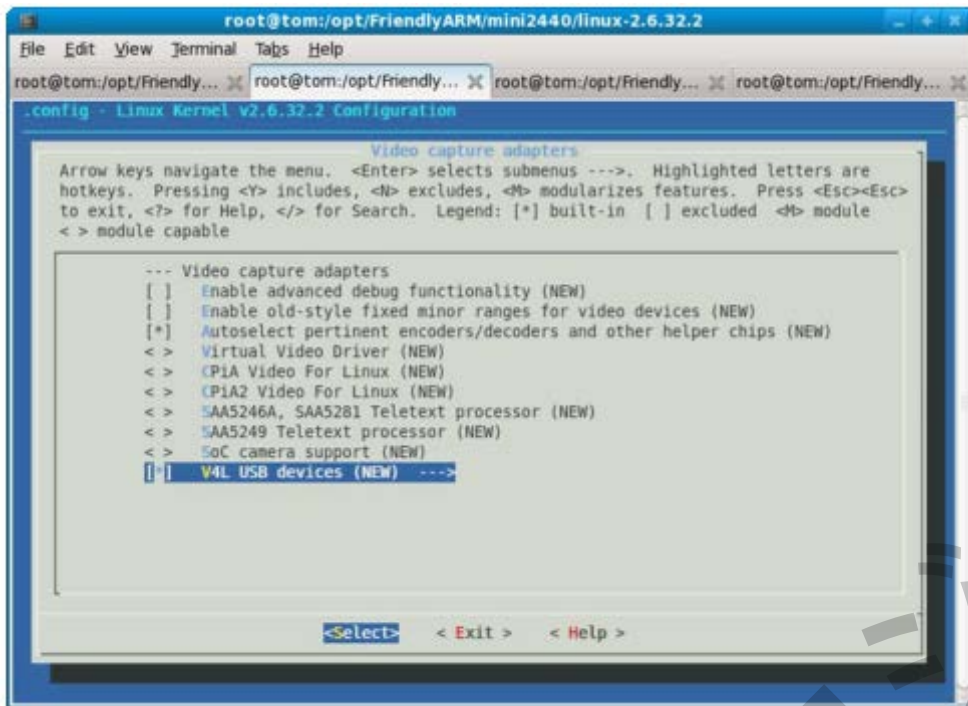 root@tom:/opt/FriendlyARM/mini2440/linux-2.6.32.2
File Edit View Terminal Tabs Help
root@tom:/opt/Friendly... root@tom:/opt/Friendly... root@tom:/opt/Friendly... root@tom:/opt/Friendly...
.config - Linux Kernel v2.6.32.2 Configuration
Video capture adapters
Arrow keys navigate the menu. <Enter> selects submenus --->. Highlighted letters are
hotkeys. Pressing <Y> includes, <N> excludes, <M> modularizes features. Press <Esc><Esc>
to exit, <?> for Help, </> for Search. Legend: [*] built-in [ ] excluded <M> module
< > module capable
--- Video capture adapters
[ ] Enable advanced debug functionality (NEW)
[ ] Enable old-style fixed minor ranges for video devices (NEW)
[*] Autoselect pertinent encoders/decoders and other helper chips (NEW)
< > Virtual Video Driver (NEW)
< > CPiA Video For Linux (NEW)
< > CPiA2 Video For Linux (NEW)
< > SAA5246A, SAA5281 Teletext processor (NEW)
< > SAA5249 Teletext processor (NEW)
< > SoC camera support (NEW)
[*] V4L USB devices (NEW) --->
<Select> < Exit > < Help >